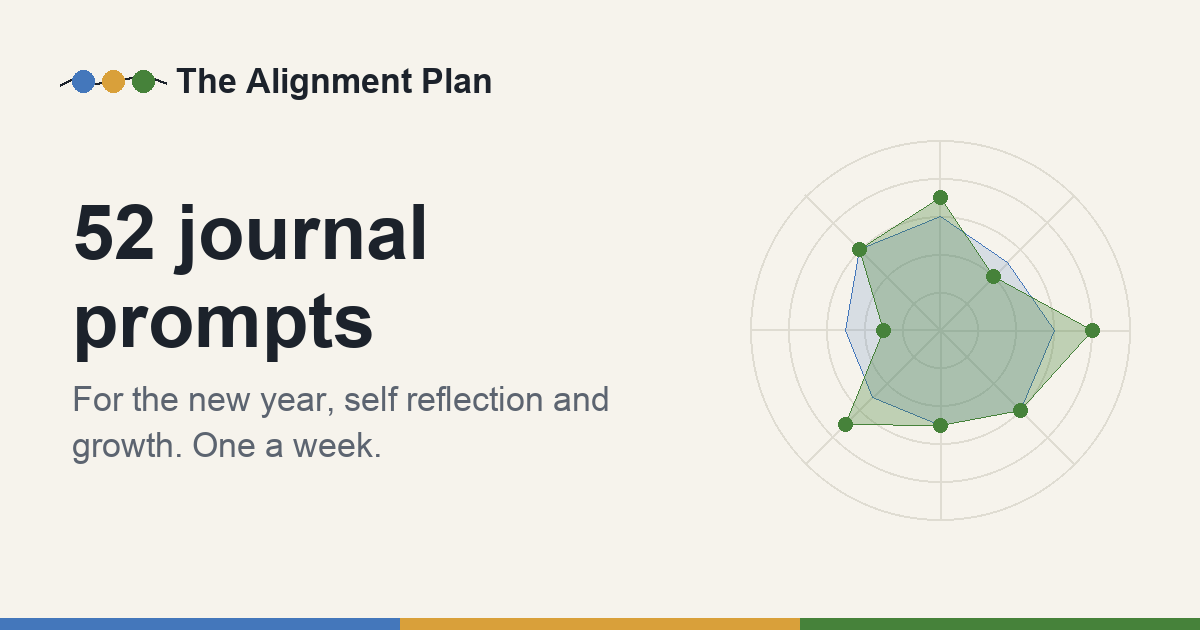 The Alignment Plan
52 journal
prompts
For the new year, self reflection and
growth. One a week.